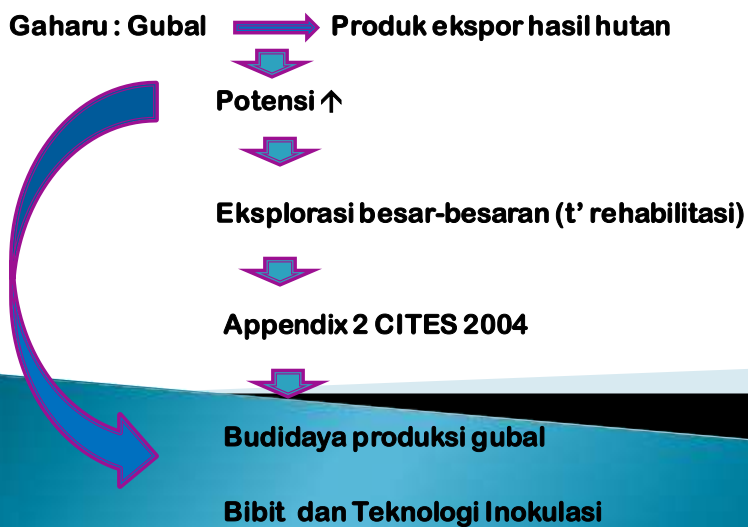 Gaharu : Gubal Produk ekspor hasil hutan
Potensi ↑
Eksplorasi besar-besaran (t’ rehabilitasi)
Appendix 2 CITES 2004
Budidaya produksi gubal
Bibit dan Teknologi Inokulasi